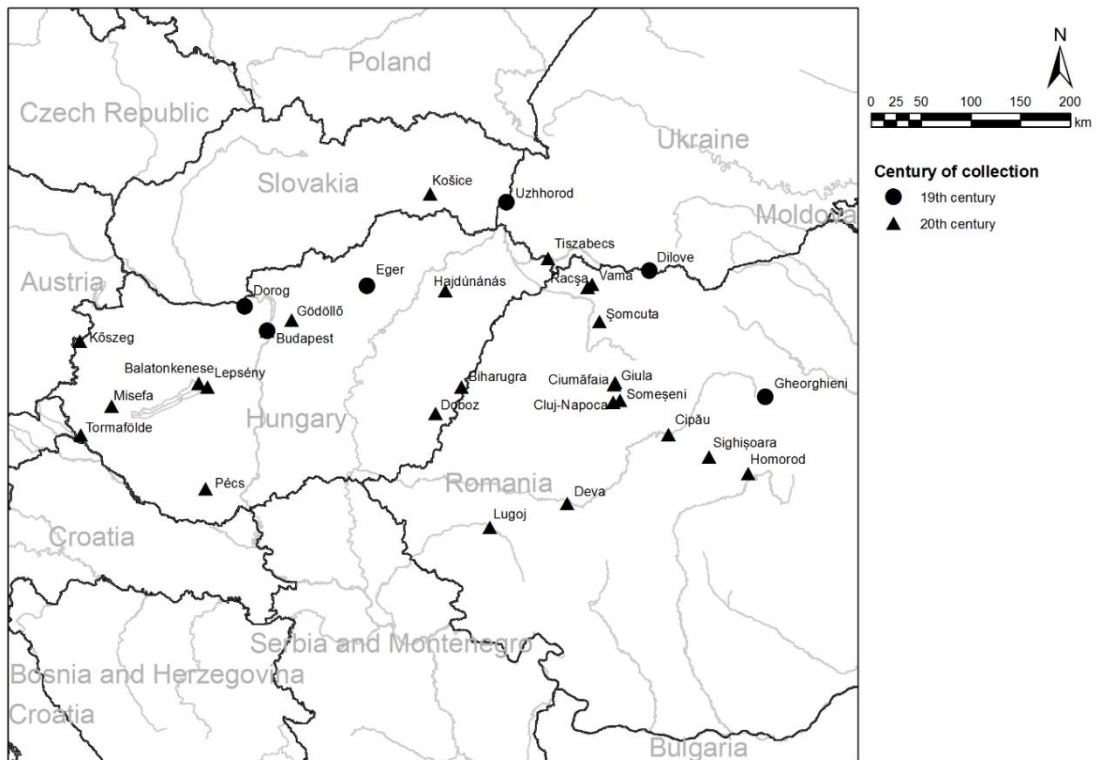 Poland
Czech Republic
Ukraine
Slovakia
Košice
Uzhhorod
Moldova
Tiszabecs
Dilove
Austria
Eger
Hajdúnánás
Racşa
Vama
Dorog
Gödöllő
Şomcuta
Budapest
Kőszeg
Balatonkenese
Lepsény
Biharugra
Ciumăfaia
Giula
Gheorghieni
Misefa
Doboz
Cluj-Napoca
Someșeni
Hungary
Tormafölde
Cipău
Sighișoara
Homorod
Pécs
Romania
Deva
Lugoj
Croatia
Serbia and Montenegro
Bosnia and Herzegovina
Croatia
Bulgaria
N
0 25 50 100 150 200
km
Century of collection
19th century
20th century